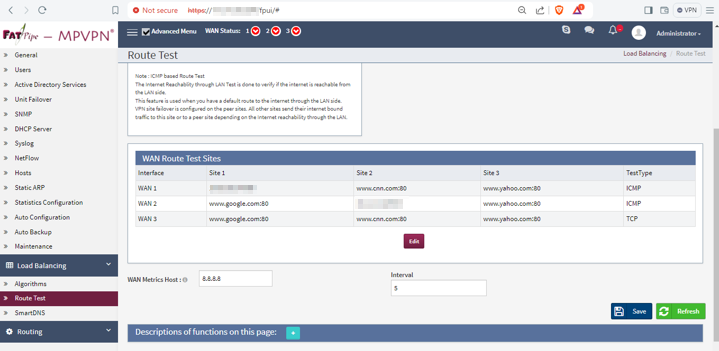 Not secure
https://
fpui/#
VPN
FatPipe — MPVPN®
Advanced Menu
WAN Status: 1 2 3
Administrator
General
Users
Active Directory Services
Unit Failover
SNMP
DHCP Server
Syslog
NetFlow
Hosts
Static ARP
Statistics Configuration
Auto Configuration
Auto Backup
Maintenance
Load Balancing
Algorithms
Route Test
SmartDNS
Routing
Route Test
Load Balancing / Route Test
Note : ICMP based Route Test
The Internet Reachablity through LAN Test is done to verify if the internet is reachable from
the LAN side.
This feature is used when you have a default route to the internet through the LAN side.
VPN site failover is configured on the peer sites. All other sites send their internet bound
traffic to this site or to a peer site depending on the Internet reachability through the LAN.
WAN Route Test Sites
Interface Site 1 Site 2 Site 3 TestType
WAN 1 www.cnn.com:80 www.yahoo.com:80 ICMP
WAN 2 www.google.com:80 www.yahoo.com:80 ICMP
WAN 3 www.google.com:80 www.cnn.com:80 www.yahoo.com:80 TCP
Edit
WAN Metrics Host :
8.8.8.8
Interval
5
Save
Refresh
Descriptions of functions on this page: +